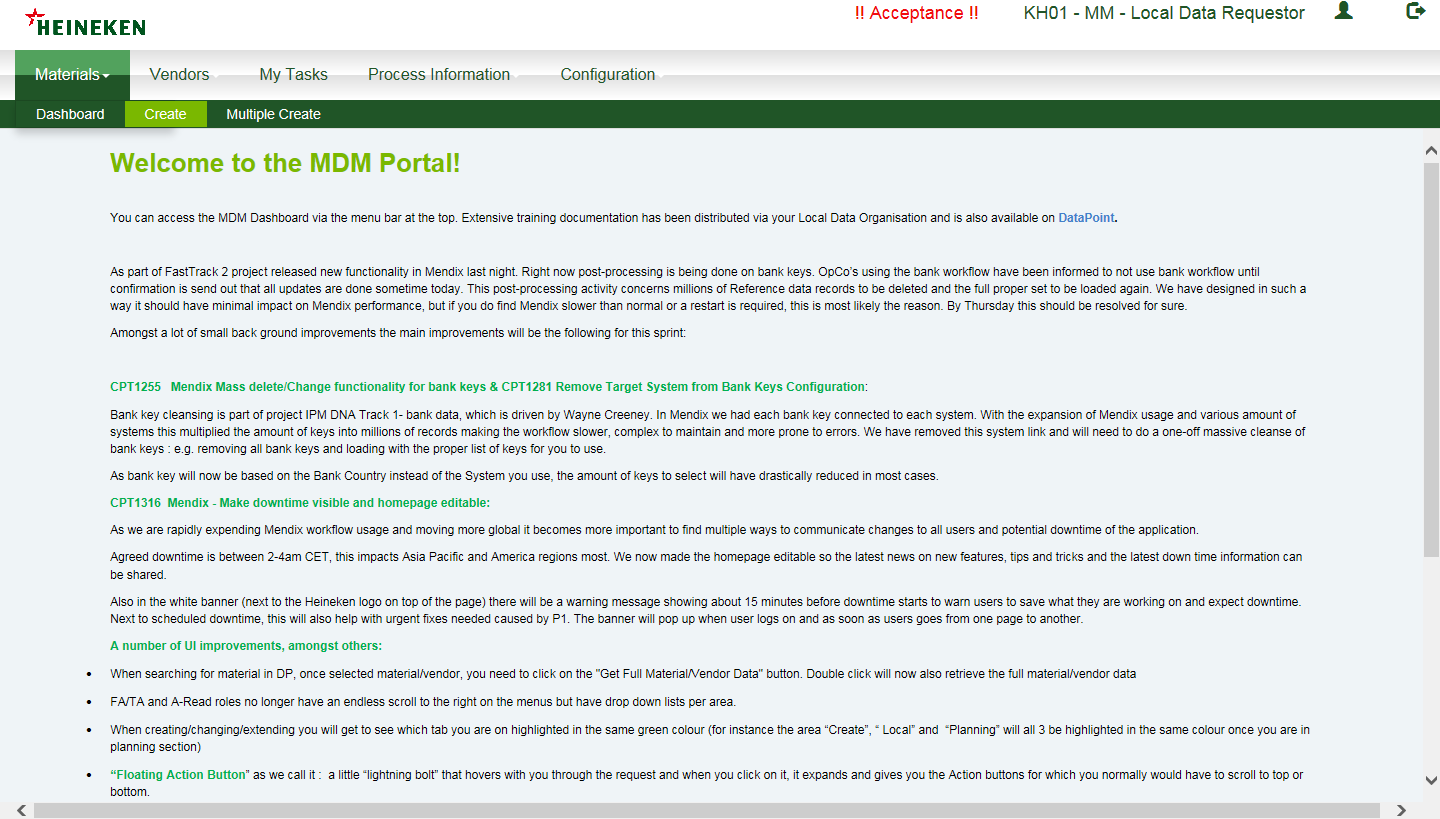 HEINEKEN
!! Acceptance !!
KH01 - MM - Local Data Requestor
Materials
Vendors
My Tasks
Process Information
Configuration
Dashboard
Create
Multiple Create
Welcome to the MDM Portal!
You can access the MDM Dashboard via the menu bar at the top. Extensive training documentation has been distributed via your Local Data Organisation and is also available on DataPoint.
As part of FastTrack 2 project released new functionality in Mendix last night. Right now post-processing is being done on bank keys. OpCo's using the bank workflow have been informed to not use bank workflow until
confirmation is send out that all updates are done sometime today. This post-processing activity concerns millions of Reference data records to be deleted and the full proper set to be loaded again. We have designed in such a
way it should have minimal impact on Mendix performance, but if you do find Mendix slower than normal or a restart is required, this is most likely the reason. By Thursday this should be resolved for sure.
Amongst a lot of small back ground improvements the main improvements will be the following for this sprint:
CPT1255   Mendix Mass delete/Change functionality for bank keys & CPT1281 Remove Target System from Bank Keys Configuration:
Bank key cleansing is part of project IPM DNA Track 1- bank data, which is driven by Wayne Creeney. In Mendix we had each bank key connected to each system. With the expansion of Mendix usage and various amount of
systems this multiplied the amount of keys into millions of records making the workflow slower, complex to maintain and more prone to errors. We have removed this system link and will need to do a one-off massive cleanse of
bank keys : e.g. removing all bank keys and loading with the proper list of keys for you to use.
As bank key will now be based on the Bank Country instead of the System you use, the amount of keys to select will have drastically reduced in most cases.
CPT1316  Mendix - Make downtime visible and homepage editable:
As we are rapidly expending Mendix workflow usage and moving more global it becomes more important to find multiple ways to communicate changes to all users and potential downtime of the application.
Agreed downtime is between 2-4am CET, this impacts Asia Pacific and America regions most. We now made the homepage editable so the latest news on new features, tips and tricks and the latest down time information can
be shared.
Also in the white banner (next to the Heineken logo on top of the page) there will be a warning message showing about 15 minutes before downtime starts to warn users to save what they are working on and expect downtime.
Next to scheduled downtime, this will also help with urgent fixes needed caused by P1. The banner will pop up when user logs on and as soon as users goes from one page to another.
A number of UI improvements, amongst others:
• When searching for material in DP, once selected material/vendor, you need to click on the "Get Full Material/Vendor Data" button. Double click will now also retrieve the full material/vendor data
• FA/TA and A-Read roles no longer have an endless scroll to the right on the menus but have drop down lists per area.
• When creating/changing/extending you will get to see which tab you are on highlighted in the same green colour (for instance the area “Create”, “ Local” and  “Planning” will all 3 be highlighted in the same colour once you are in
planning section)
• “Floating Action Button” as we call it :  a little “lightning bolt” that hovers with you through the request and when you click on it, it expands and gives you the Action buttons for which you normally would have to scroll to top or
bottom.